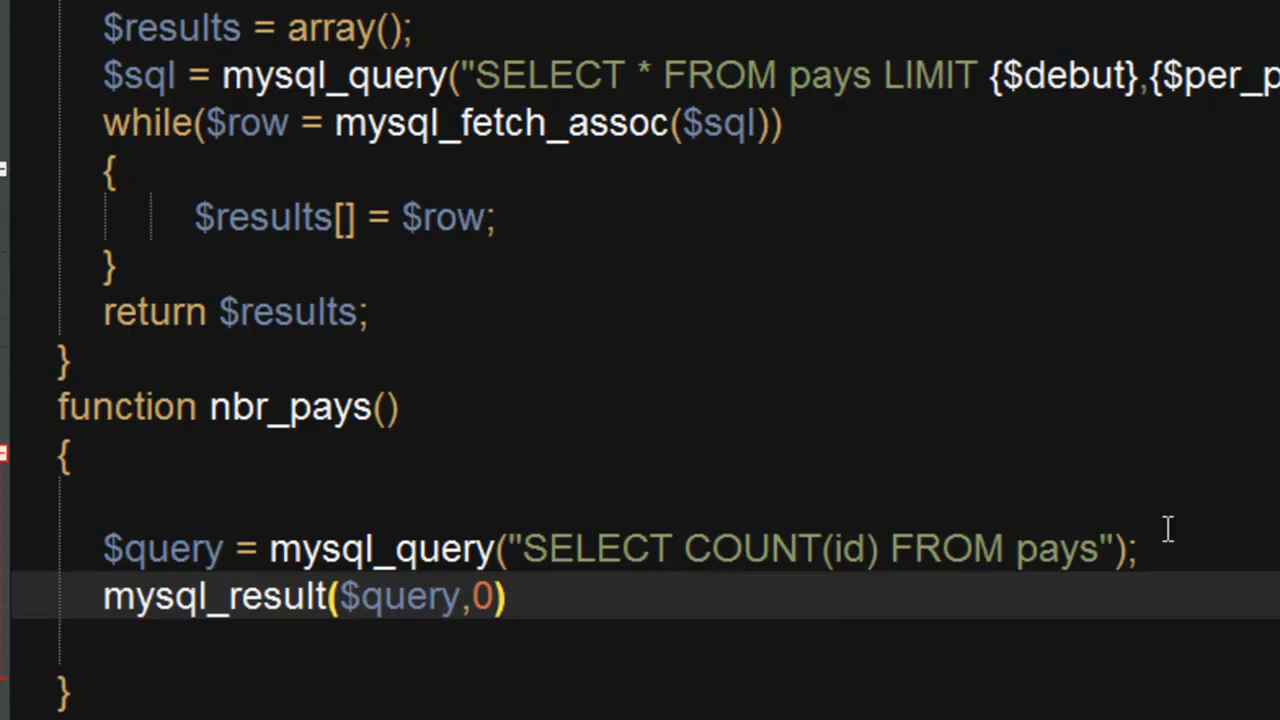 $results = array();
$sql = mysql_query("SELECT * FROM pays LIMIT {$debut},{$per_p
while($row = mysql_fetch_assoc($sql))
{
$results[] = $row;
}
return $results;
}
function nbr_pays()
{
$query = mysql_query("SELECT COUNT(id) FROM pays");
mysql_result($query,0)
}